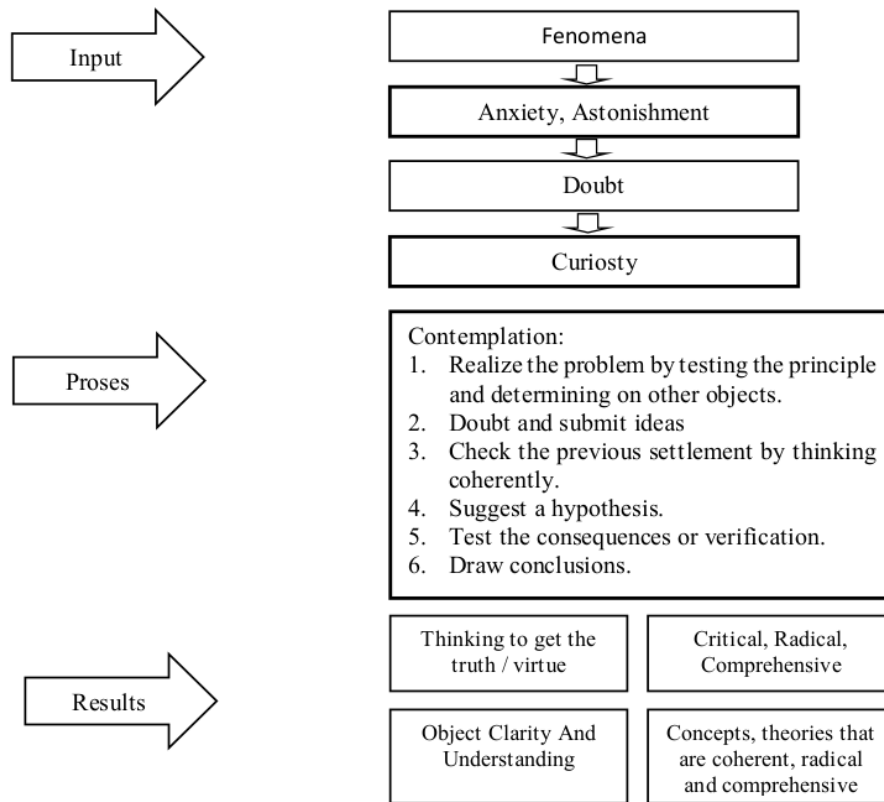 Input
Fenomena
Anxiety, Astonishment
Doubt
Curiosty
Proses
Contemplation:
1. Realize the problem by testing the principle
and determining on other objects.
2. Doubt and submit ideas
3. Check the previous settlement by thinking
coherently.
4. Suggest a hypothesis.
5. Test the consequences or verification.
6. Draw conclusions.
Results
Thinking to get the
truth / virtue
Critical, Radical,
Comprehensive
Object Clarity And
Understanding
Concepts, theories that
are coherent, radical
and comprehensive